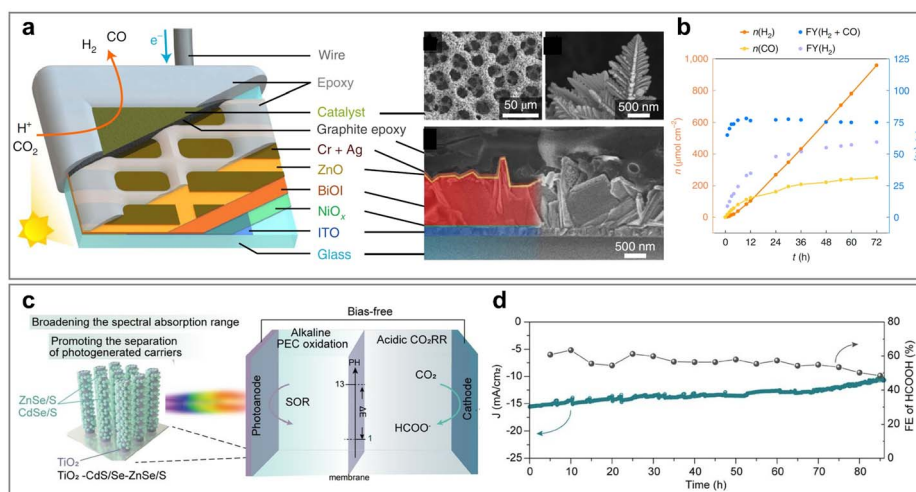 a
H₂
CO
e⁻
H⁺
CO₂
Wire
Epoxy
Catalyst
Graphite epoxy
Cr + Ag
ZnO
BiOI
NiOₓ
ITO
Glass
50 μm
500 nm
500 nm
b
n(H₂)
FY(H₂ + CO)
n(CO)
FY(H₂)
n (μmol cm⁻²)
1,000
800
600
400
200
0
125
100
75
50
25
0
0
12
24
36
48
60
72
t (h)
c
Broadening the spectral absorption range
Promoting the separation
of photogenerated carriers
ZnSe/S
CdSe/S
TiO₂
TiO₂ -CdS/Se-ZnSe/S
Bias-free
Alkaline
PEC oxidation
Acidic CO₂RR
Photoanode
SOR
PH
13
ΔE
1
membrane
CO₂
HCOO⁻
Cathode
d
J (mA/cm₂)
0
-5
-10
-15
-20
-25
80
60
40
20
0
FE of HCOOH (%)
0
10
20
30
40
50
60
70
80
Time (h)